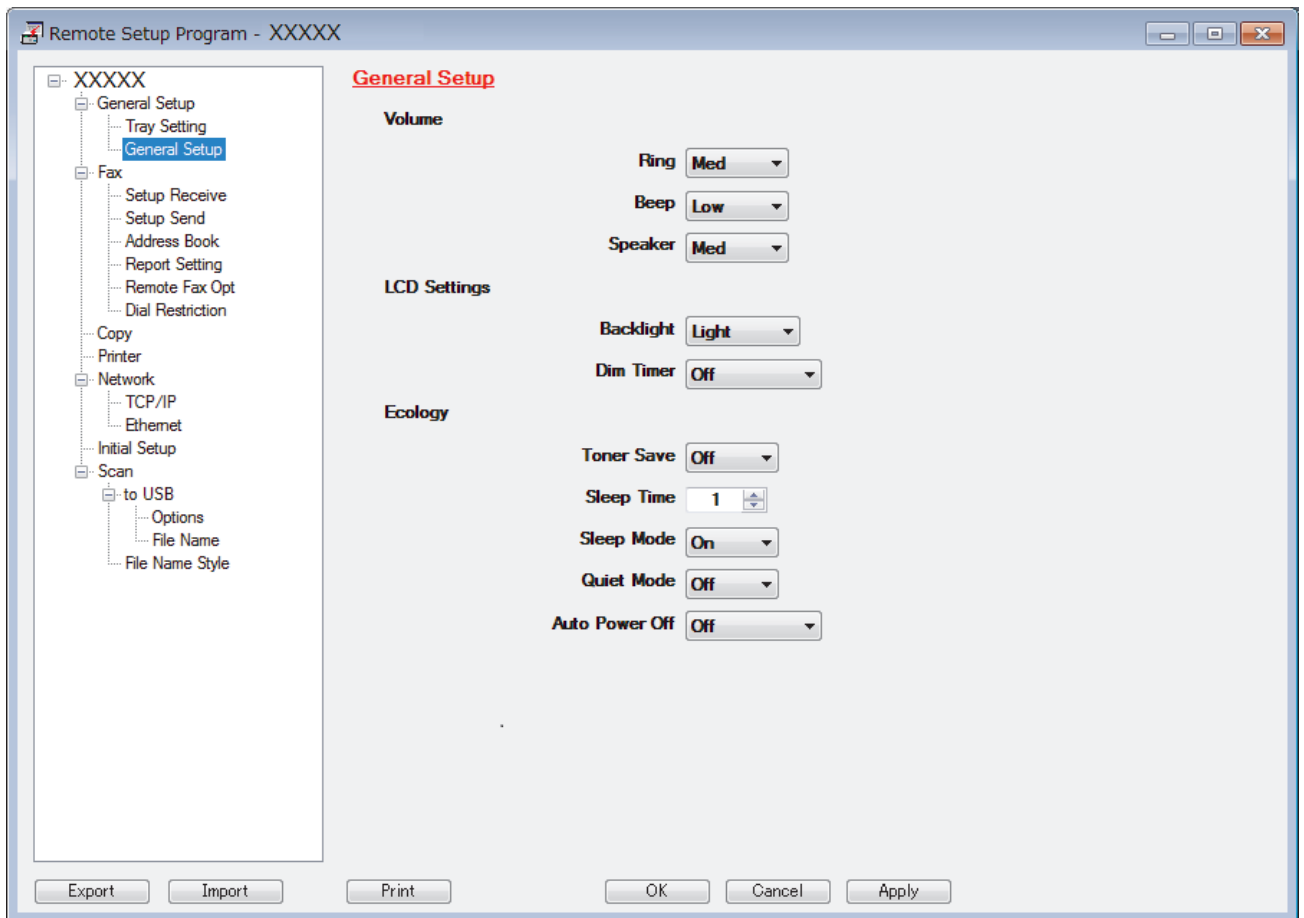 Remote Setup Program - XXXXX
XXXXX
General Setup
Tray Setting
General Setup
Fax
Setup Receive
Setup Send
Address Book
Report Setting
Remote Fax Opt
Dial Restriction
Copy
Printer
Network
TCP/IP
Ethernet
Initial Setup
Scan
to USB
Options
File Name
File Name Style
General Setup
Volume
Ring Med
Beep Low
Speaker Med
LCD Settings
Backlight Light
Dim Timer Off
Ecology
Toner Save Off
Sleep Time 1
Sleep Mode On
Quiet Mode Off
Auto Power Off Off
Export Import Print OK Cancel Apply